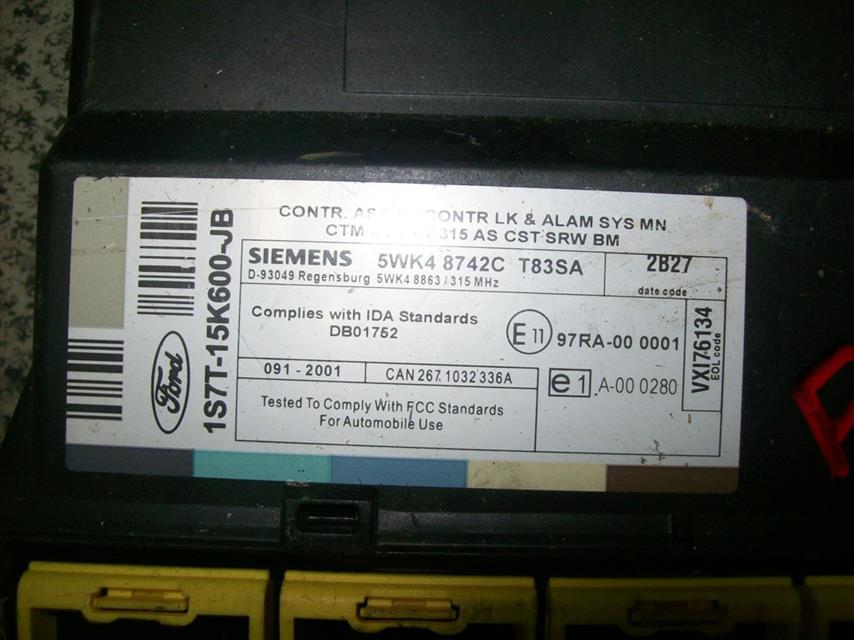 CONTR. CONTR LK & ALAM SYS MN
CTM 315 AS CST SRW BM
SIEMENS 5WK4 8742C T83SA
D-93049 Regensburg 5WK4 8863 / 315 MHz
2B27
date code
Complies with IDA Standards
DB01752
E 11 97RA-00 0001
091 - 2001
CAN 267 1032 336A
e 1 A-00 0280
Tested To Comply With FCC Standards
For Automobile Use
VXI76134
EOL code
Ford
1S7T-15K600-JB